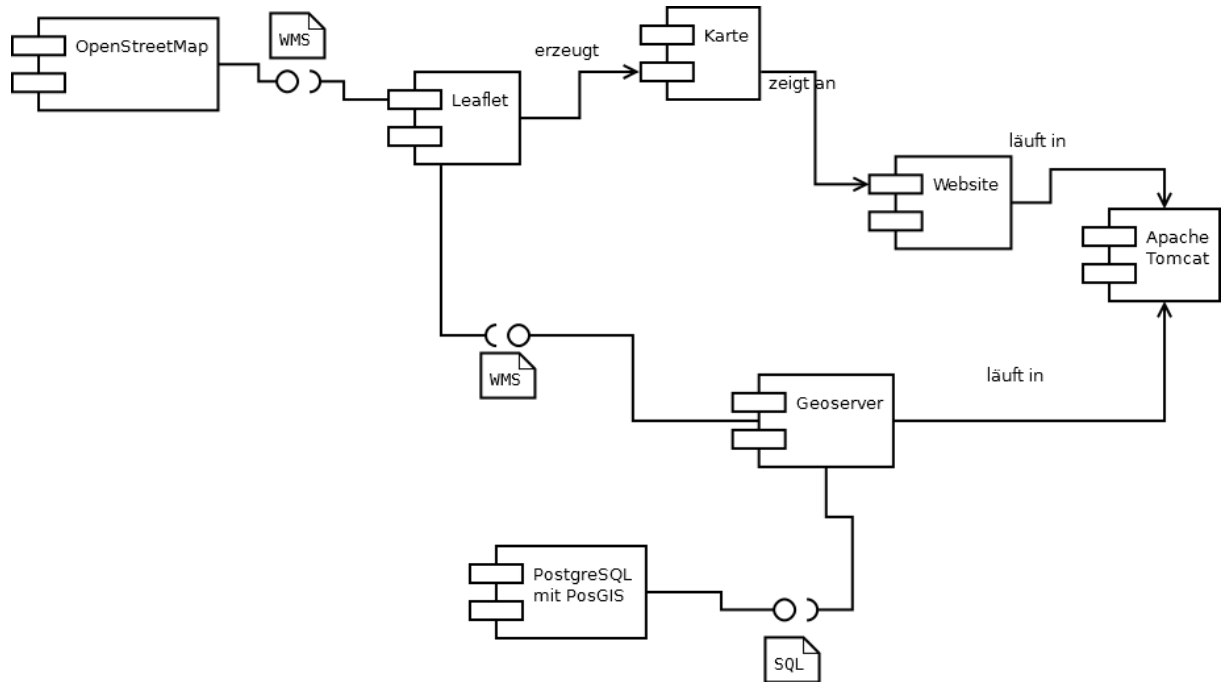 WMS
OpenStreetMap
erzeugt
Karte
zeigt an
Leaflet
läuft in
Website
Apache
Tomcat
WMS
läuft in
Geoserver
PostgreSQL
mit PosGIS
SQL